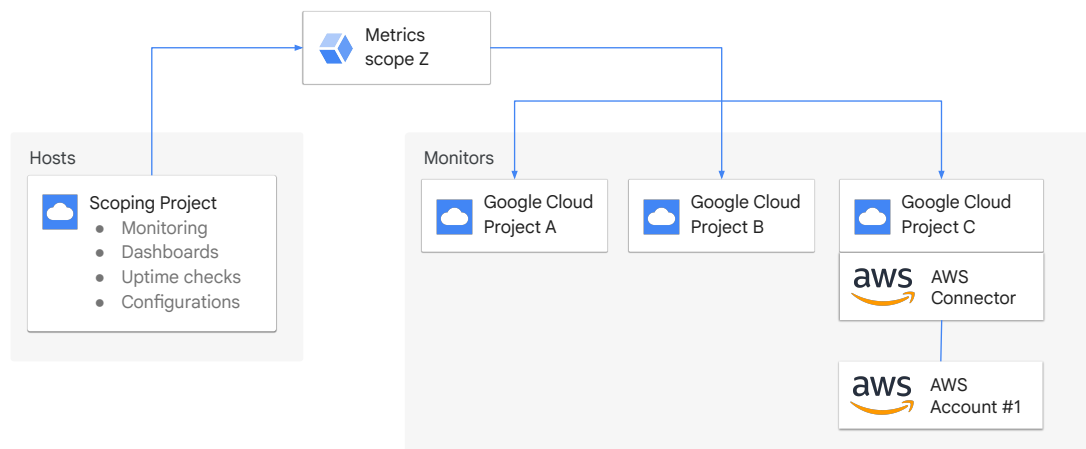 Metrics
scope Z
Hosts
Scoping Project
● Monitoring
● Dashboards
● Uptime checks
● Configurations
Monitors
Google Cloud
Project A
Google Cloud
Project B
Google Cloud
Project C
aws
AWS
Connector
aws
AWS
Account #1